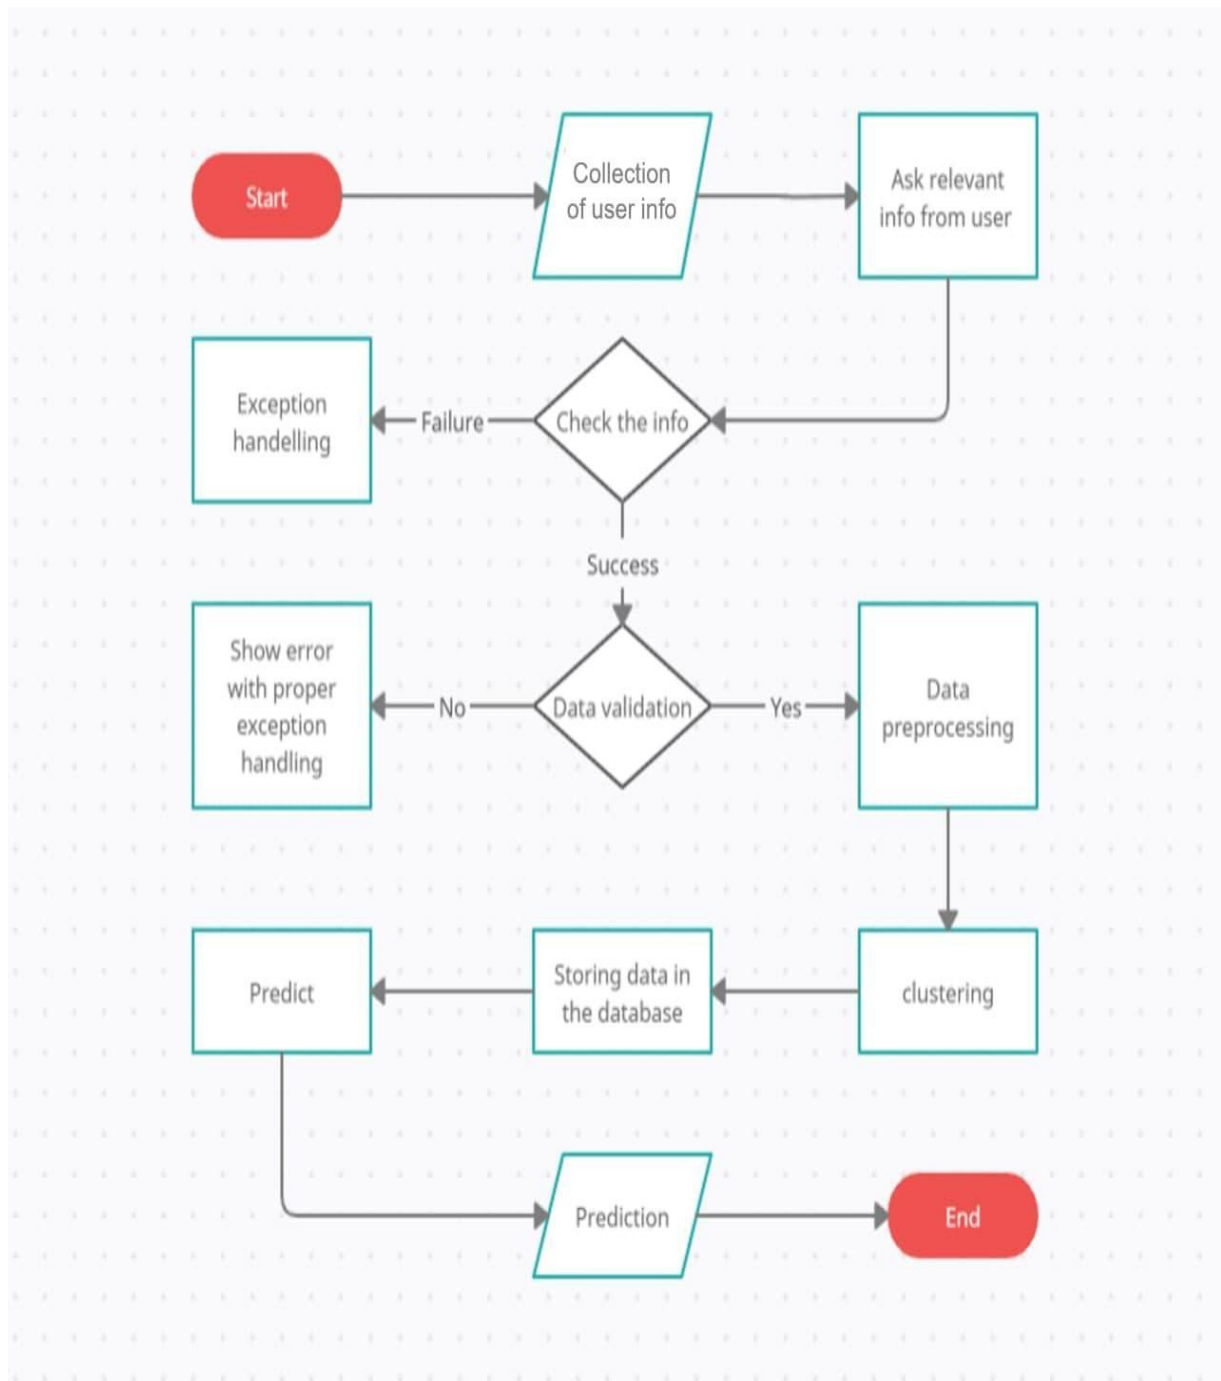 Start
Collection
of user info
Ask relevant
info from user
Exception
handelling
Failure
Check the info
Success
Show error
with proper
exception
handling
No
Data validation
Yes
Data
preprocessing
Predict
Storing data in
the database
clustering
Prediction
End